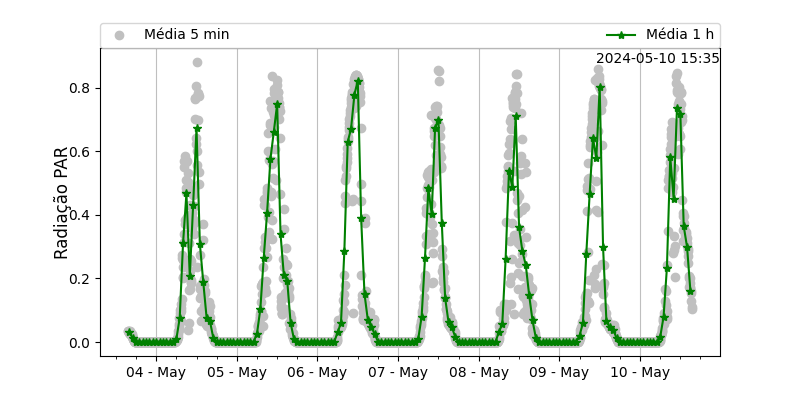 Média 5 min
Média 1 h
2024-05-10 15:35
Radiação PAR
0.8
0.6
0.4
0.2
0.0
04 - May
05 - May
06 - May
07 - May
08 - May
09 - May
10 - May